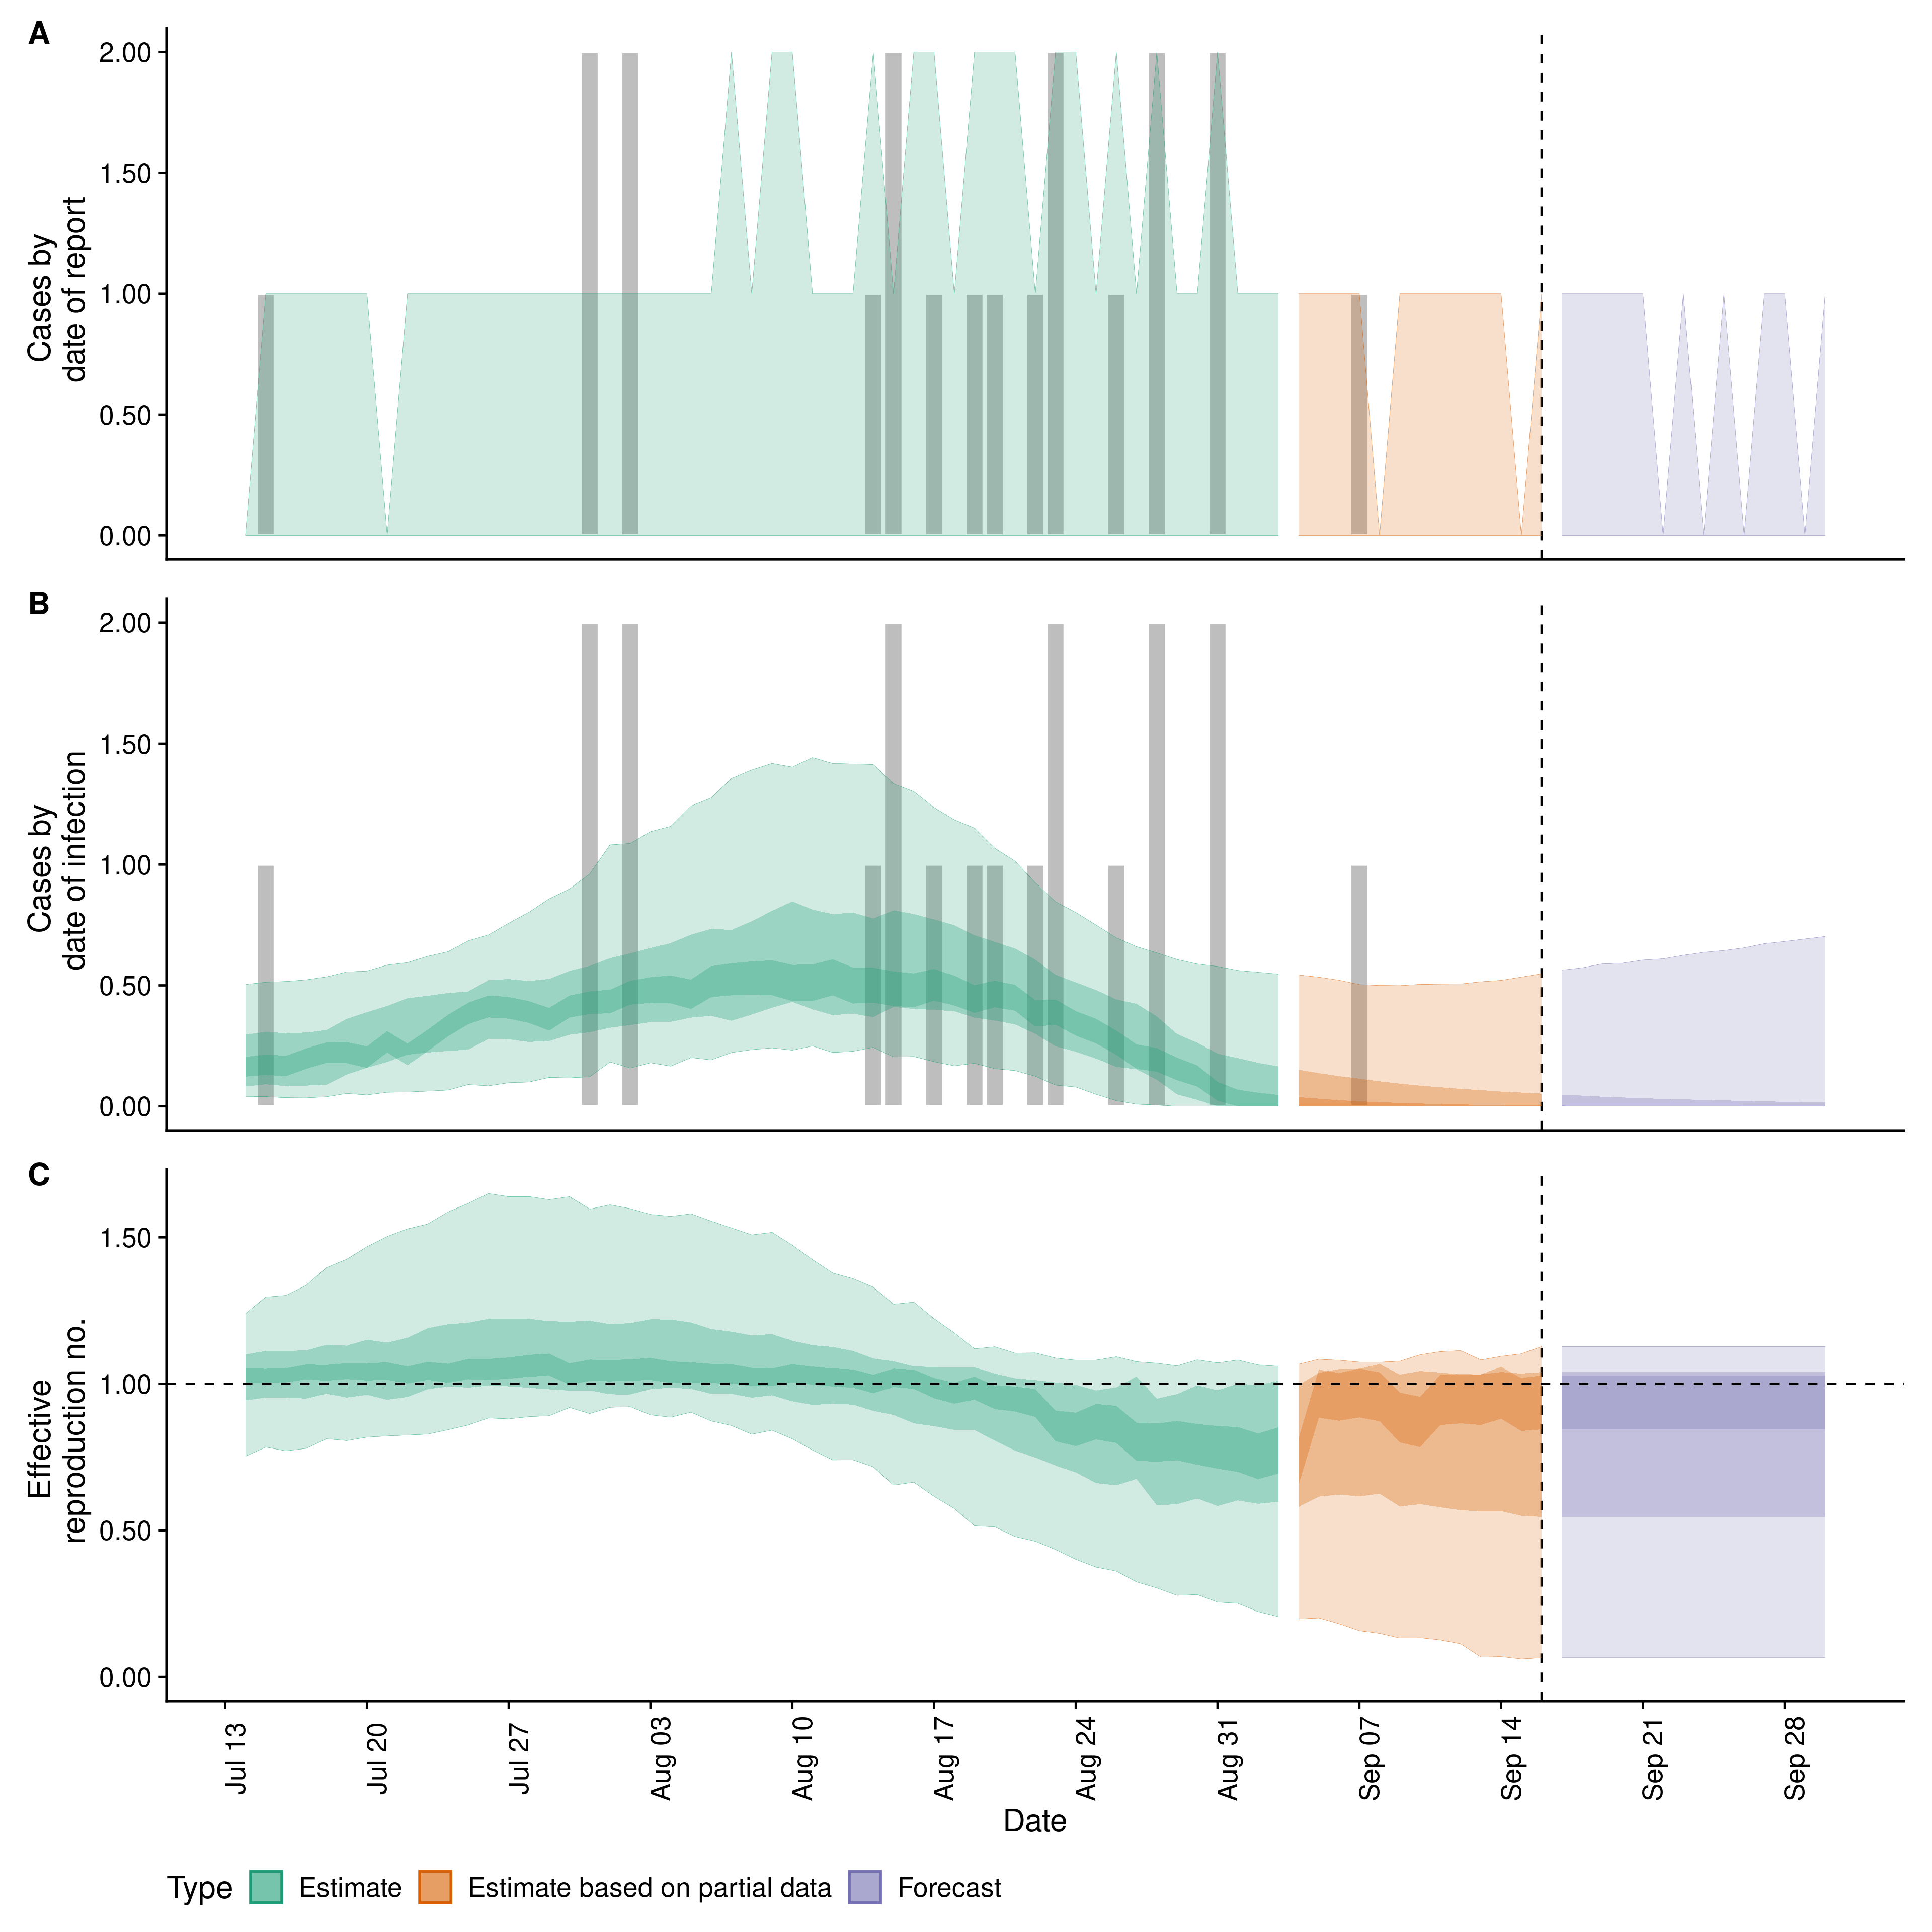 A
Cases by
date of report
2.00
1.50
1.00
0.50
0.00
B
Cases by
date of infection
2.00
1.50
1.00
0.50
0.00
C
Effective
reproduction no.
1.50
1.00
0.50
0.00
Jul 13
Jul 20
Jul 27
Aug 03
Aug 10
Aug 17
Aug 24
Aug 31
Sep 07
Sep 14
Sep 21
Sep 28
Date
Type Estimate Estimate based on partial data Forecast